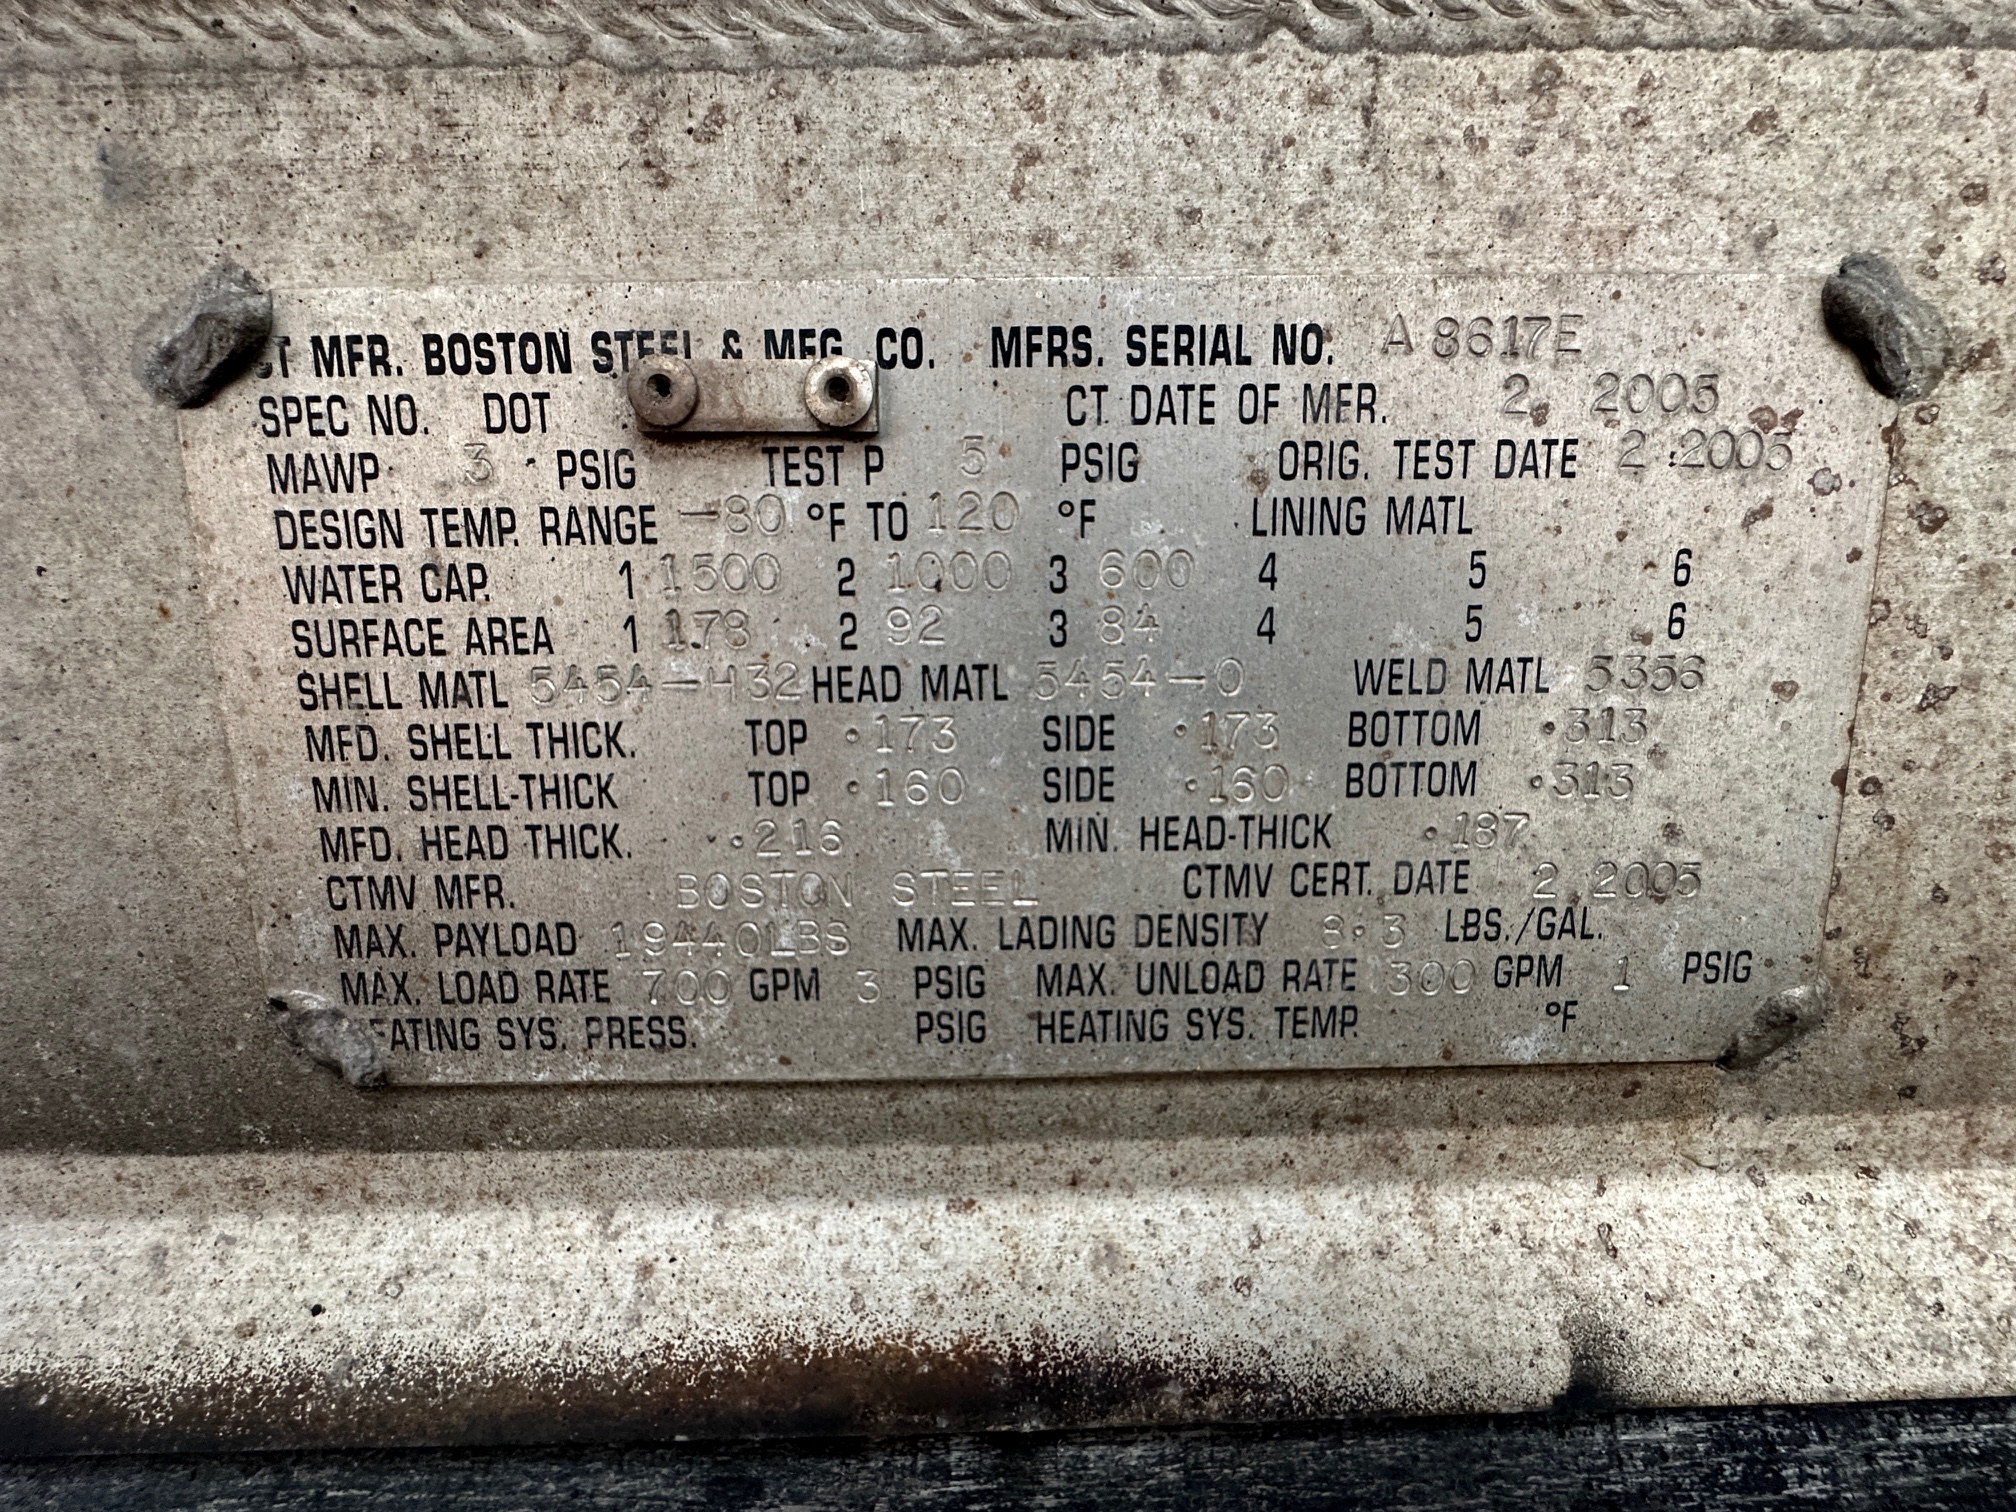 CT MFR. BOSTON STEEL & MFG. CO. MFRS. SERIAL NO. A 8617E
SPEC NO. DOT CT DATE OF MFR. 2 2005
MAWP 3 PSIG TEST P 5 PSIG ORIG. TEST DATE 2 2005
DESIGN TEMP. RANGE -80 °F TO 120 °F LINING MATL
WATER CAP. 1 1500 2 1000 3 600 4 5 6
SURFACE AREA 1 178 2 92 3 84 4 5 6
SHELL MATL 5454-H32 HEAD MATL 5454-0 WELD MATL 5356
MFD. SHELL THICK. TOP .173 SIDE .173 BOTTOM .313
MIN. SHELL-THICK TOP .160 SIDE .160 BOTTOM .313
MFD. HEAD THICK. .216 MIN. HEAD-THICK .187
CTMV MFR. BOSTON STEEL CTMV CERT. DATE 2 2005
MAX. PAYLOAD 19440LBS MAX. LADING DENSITY 8.3 LBS./GAL.
MAX. LOAD RATE 700 GPM 3 PSIG MAX. UNLOAD RATE 300 GPM 1 PSIG
HEATING SYS. PRESS. PSIG HEATING SYS. TEMP. °F